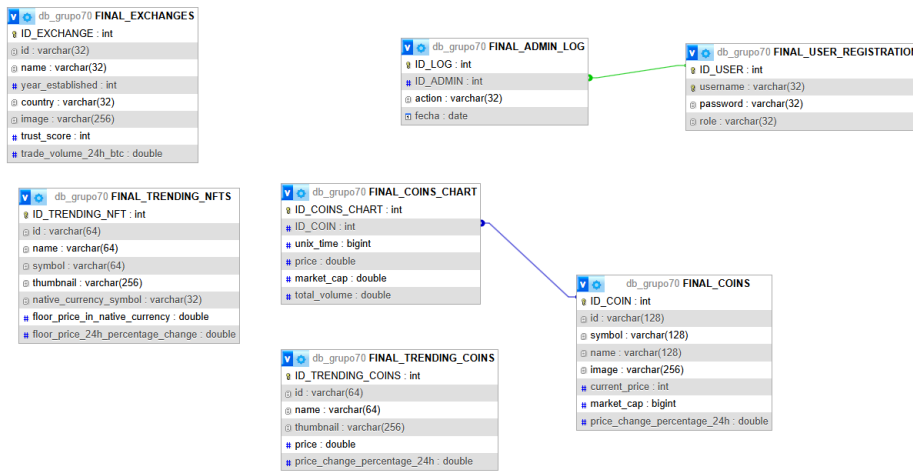 db_grupo70 FINAL_EXCHANGES
ID_EXCHANGE : int
id : varchar(32)
name : varchar(32)
year_established : int
country : varchar(32)
image : varchar(256)
trust_score : int
trade_volume_24h_btc : double
db_grupo70 FINAL_ADMIN_LOG
ID_LOG : int
ID_ADMIN : int
action : varchar(32)
fecha : date
db_grupo70 FINAL_USER_REGISTRATION
ID_USER : int
username : varchar(32)
password : varchar(32)
role : varchar(32)
db_grupo70 FINAL_TRENDING_NFTS
ID_TRENDING_NFT : int
id : varchar(64)
name : varchar(64)
symbol : varchar(64)
thumbnail : varchar(256)
native_currency_symbol : varchar(32)
floor_price_in_native_currency : double
floor_price_24h_percentage_change : double
db_grupo70 FINAL_COINS_CHART
ID_COINS_CHART : int
ID_COIN : int
unix_time : bigint
price : double
market_cap : double
total_volume : double
db_grupo70 FINAL_COINS
ID_COIN : int
id : varchar(128)
symbol : varchar(128)
name : varchar(128)
image : varchar(256)
current_price : int
market_cap : bigint
price_change_percentage_24h : double
db_grupo70 FINAL_TRENDING_COINS
ID_TRENDING_COINS : int
id : varchar(64)
name : varchar(64)
thumbnail : varchar(256)
price : double
price_change_percentage_24h : double